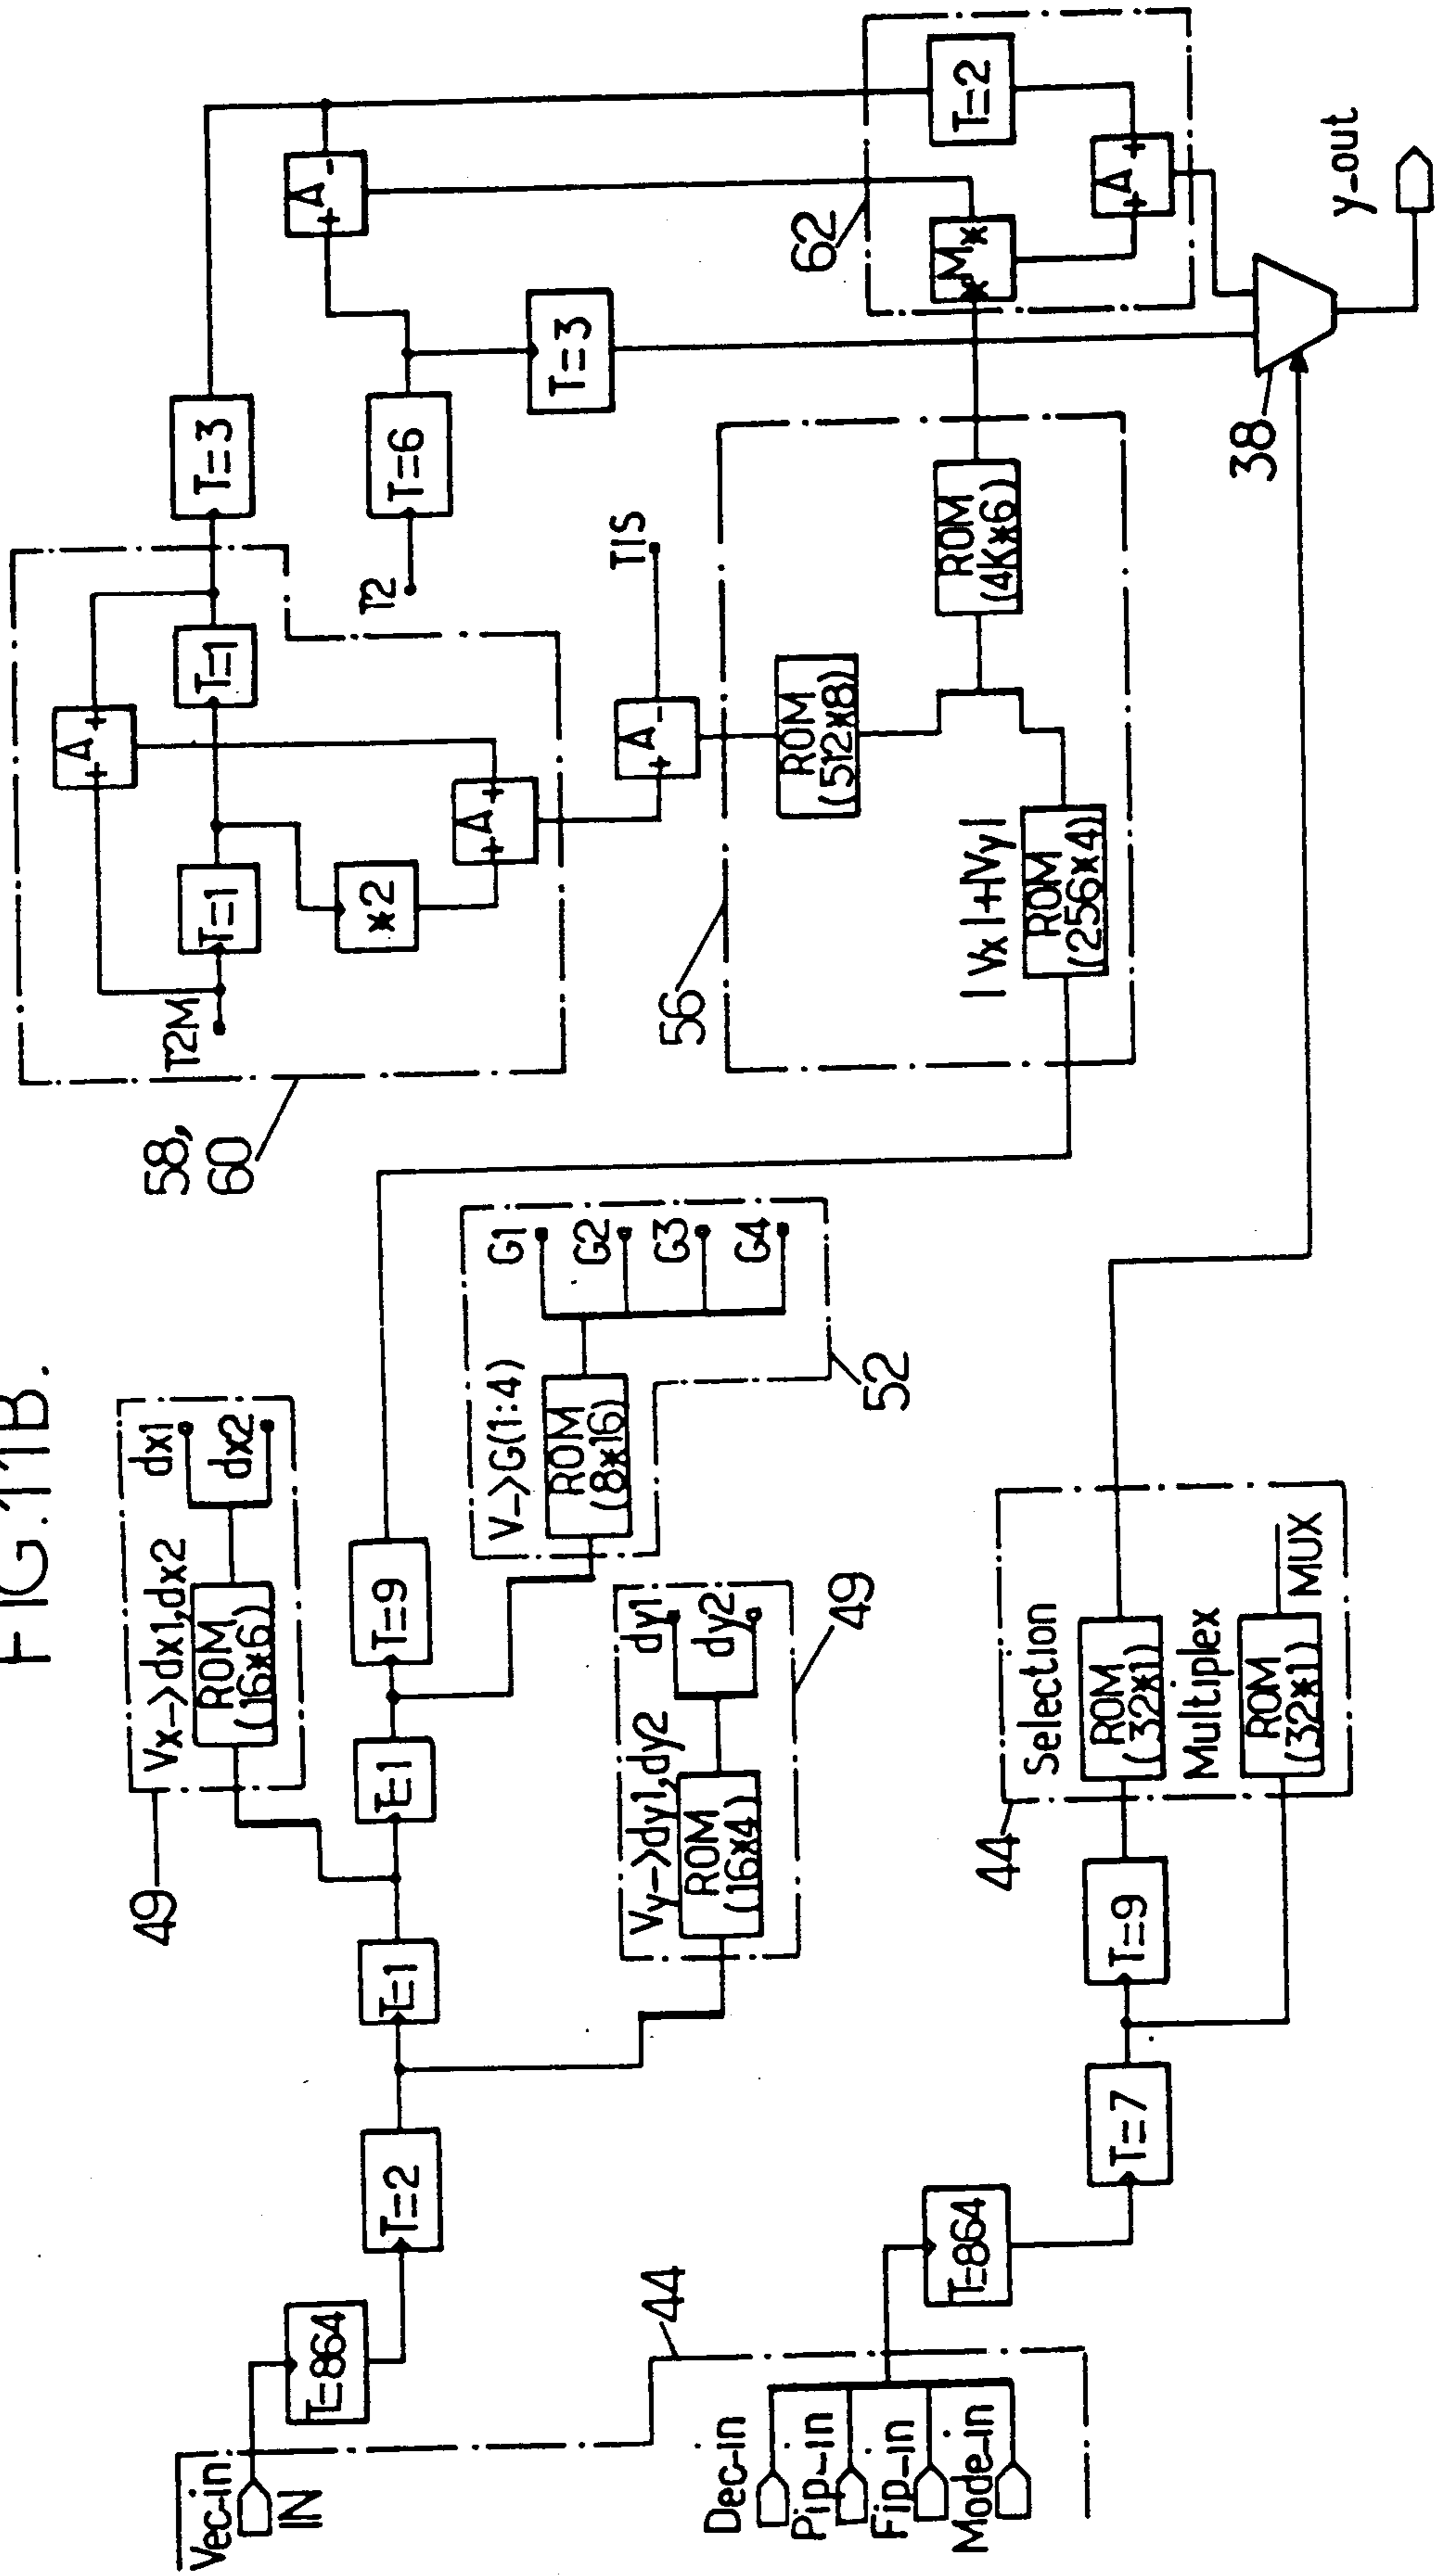 FIG.11B.
Vec-in
IN
T=864
T=2
T=1
T=1
T=9
49
Vx->dx1,dx2
ROM
(16*6)
dx1
dx2
Vy->dy1,dy2
ROM
(16*4)
dy1
dy2
49
V->G(1:4)
ROM
(8*16)
G1
G2
G3
G4
52
58,
60
T2M
T=1
T=1
A
+
+
*2
A
+
+
T=3
T2
T=6
T=3
A
+
-
T1S
A
+
-
56
ROM
(512*8)
|Vx|+|Vy|
ROM
(256*4)
ROM
(4K*6)
62
M
*
*
T=2
A
+
+
38
y-out
44
Dec-in
Pip-in
Fip-in
Mode-in
T=864
T=7
T=9
44
Selection
ROM
(32*1)
Multiplex
ROM
(32*1)
MUX